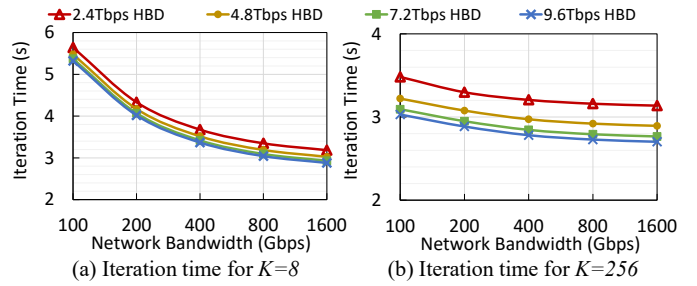 2.4Tbps HBD 4.8Tbps HBD 7.2Tbps HBD 9.6Tbps HBD
Iteration Time (s)
6
5
4
3
2
100 200 400 800 1600
Network Bandwidth (Gbps)
(a) Iteration time for K=8
Iteration Time (s)
4
3
2
100 200 400 800 1600
Network Bandwidth (Gbps)
(b) Iteration time for K=256